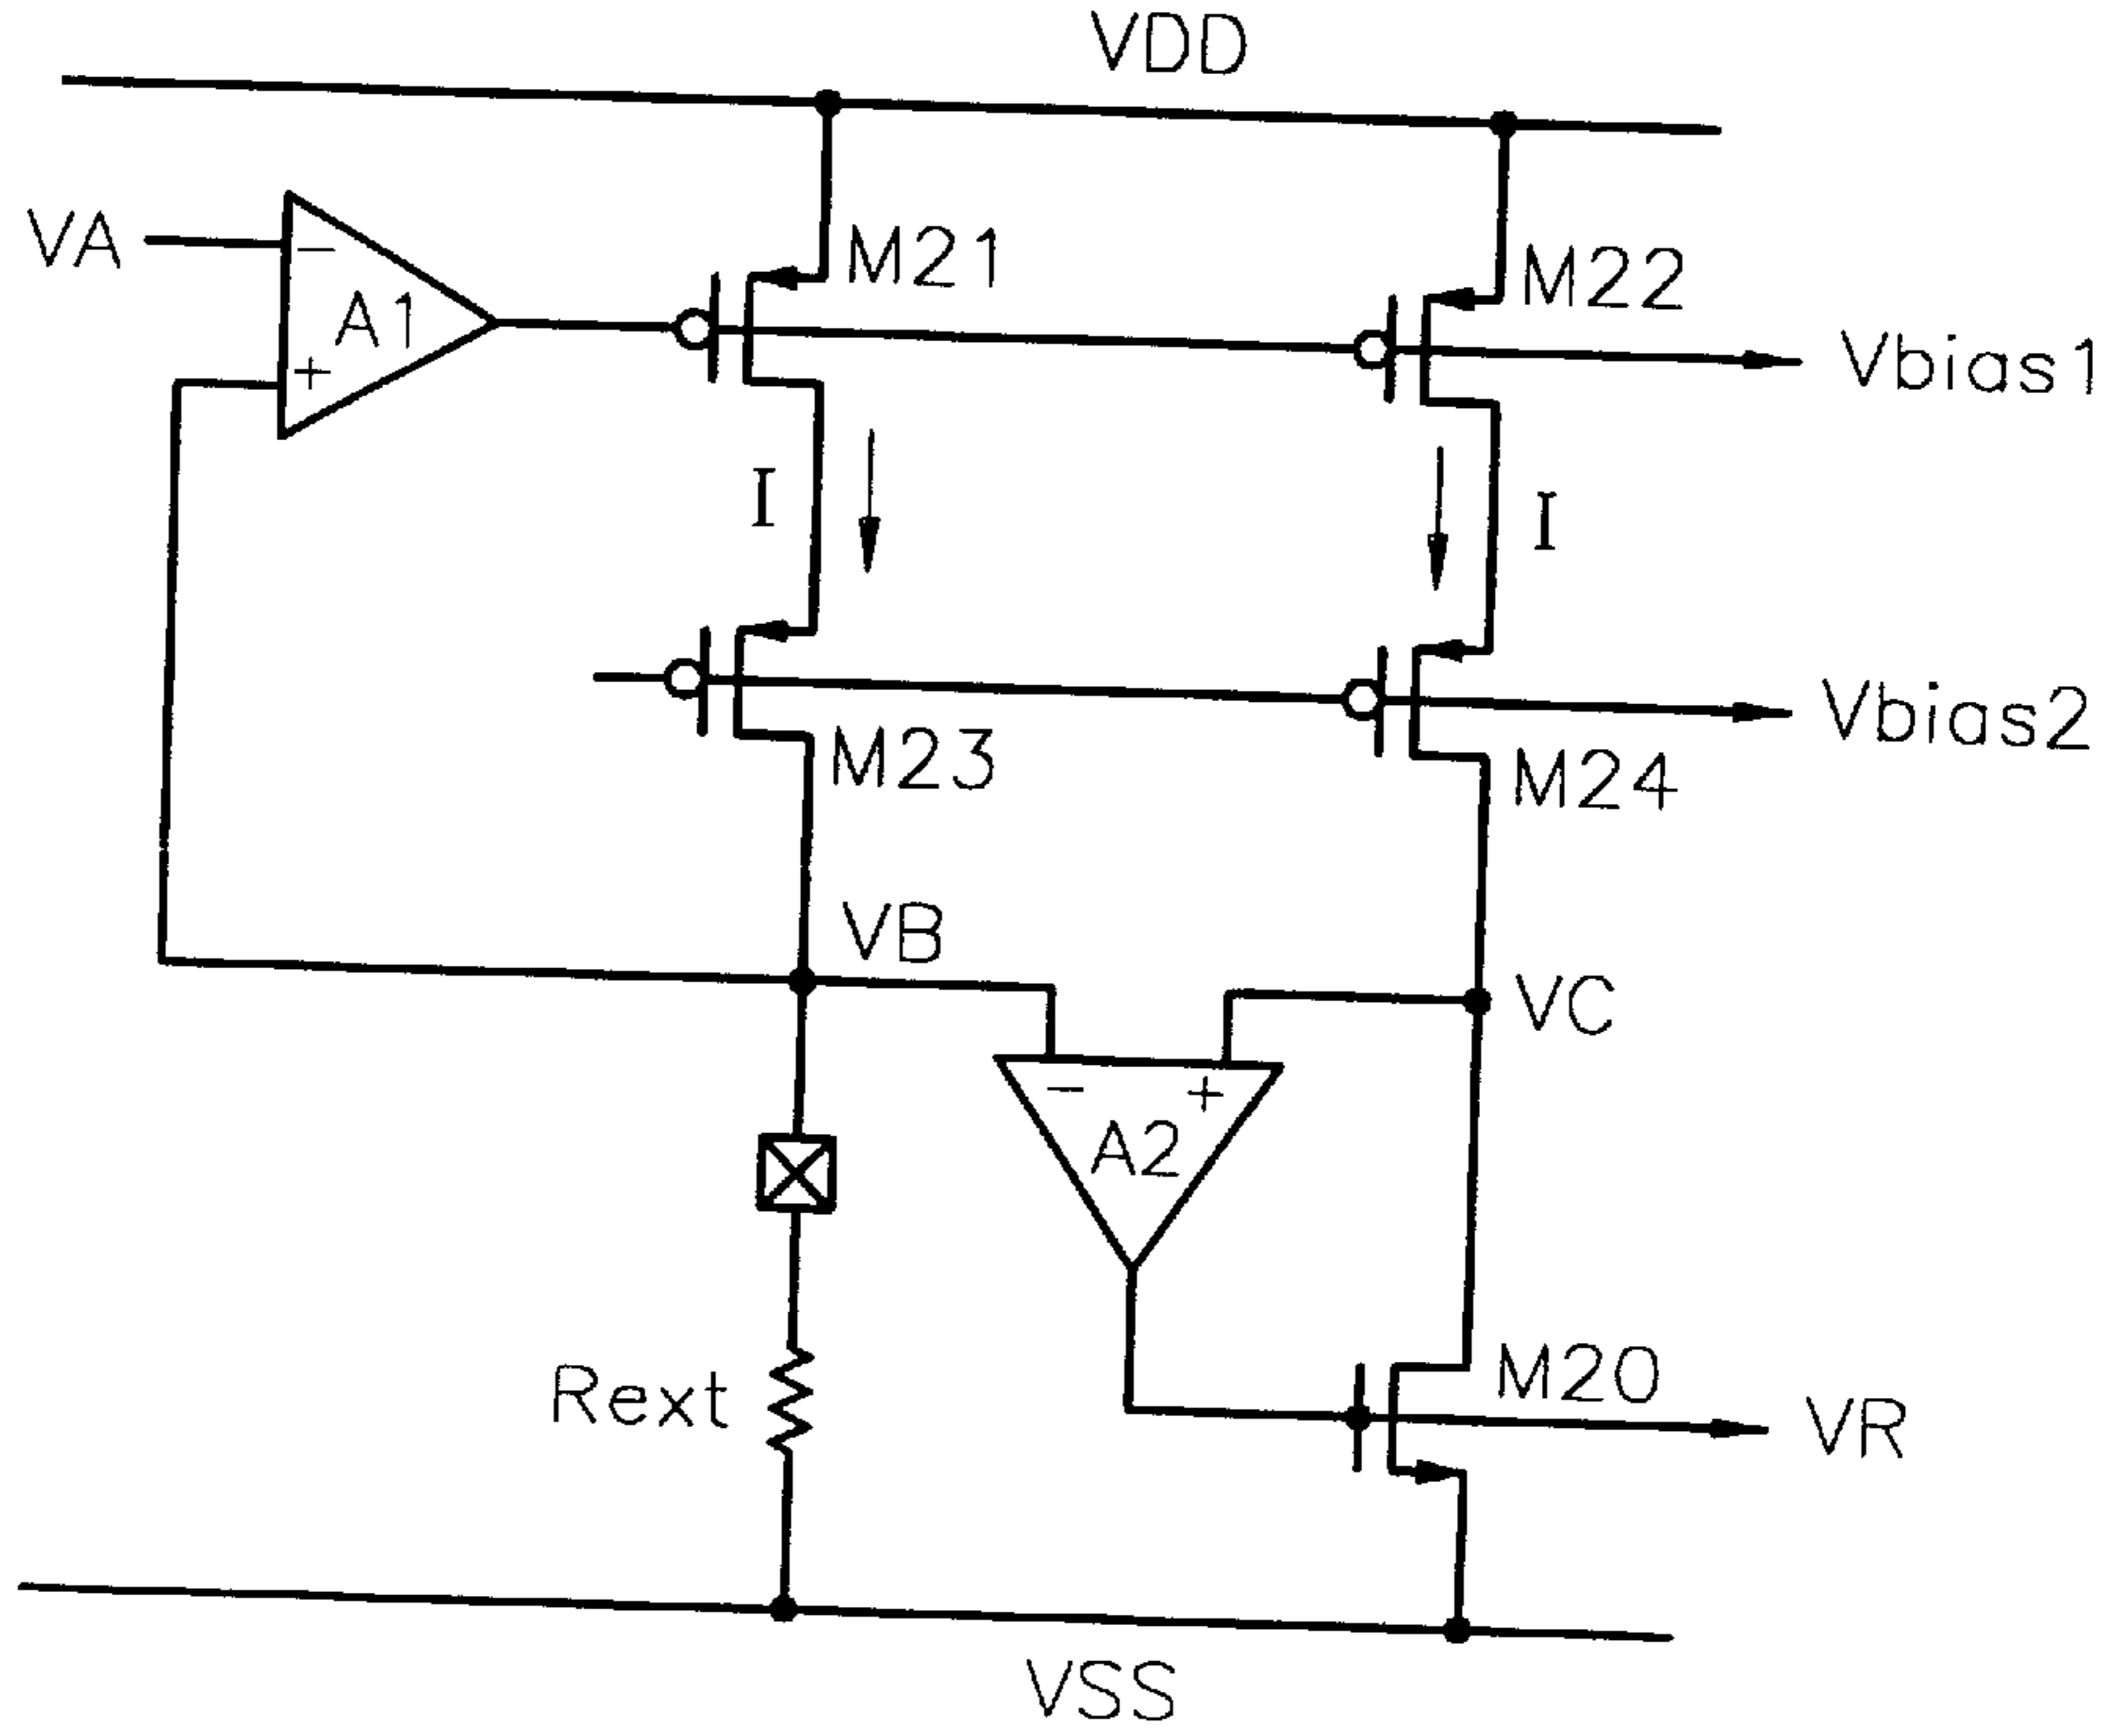 VDD
VA
−
A1
+
M21
M22
Vbias1
I
I
M23
M24
Vbias2
VB
VC
− +
A2
Rext
M20
VR
VSS